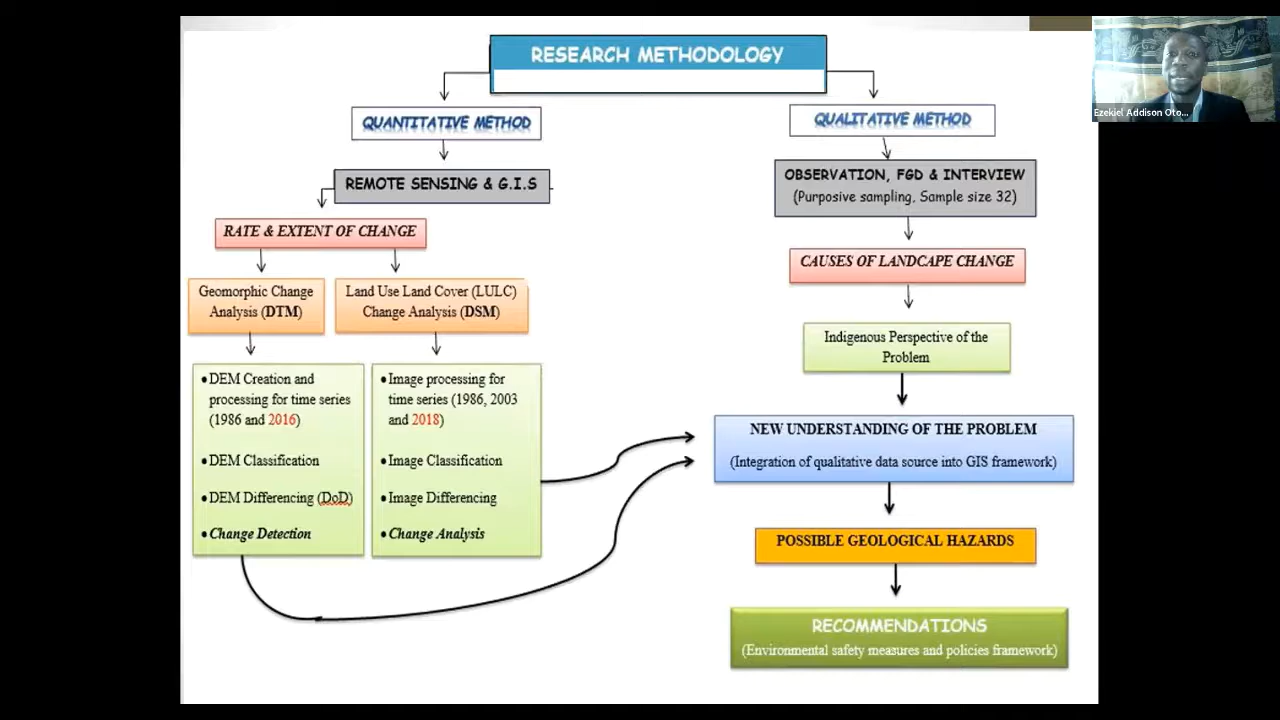 RESEARCH METHODOLOGY
QUANTITATIVE METHOD
REMOTE SENSING & G.I.S
RATE & EXTENT OF CHANGE
Geomorphic Change
Analysis (DTM)
Land Use Land Cover (LULC)
Change Analysis (DSM)
•DEM Creation and
processing for time series
(1986 and 2016)
•DEM Classification
•DEM Differencing (DoD)
•Change Detection
•Image processing for
time series (1986, 2003
and 2018)
•Image Classification
•Image Differencing
•Change Analysis
QUALITATIVE METHOD
OBSERVATION, FGD & INTERVIEW
(Purposive sampling, Sample size 32)
CAUSES OF LANDCAPE CHANGE
Indigenous Perspective of the
Problem
NEW UNDERSTANDING OF THE PROBLEM
(Integration of qualitative data source into GIS framework)
POSSIBLE GEOLOGICAL HAZARDS
RECOMMENDATIONS
(Environmental safety measures and policies framework)
Ezekiel Addison Oto...